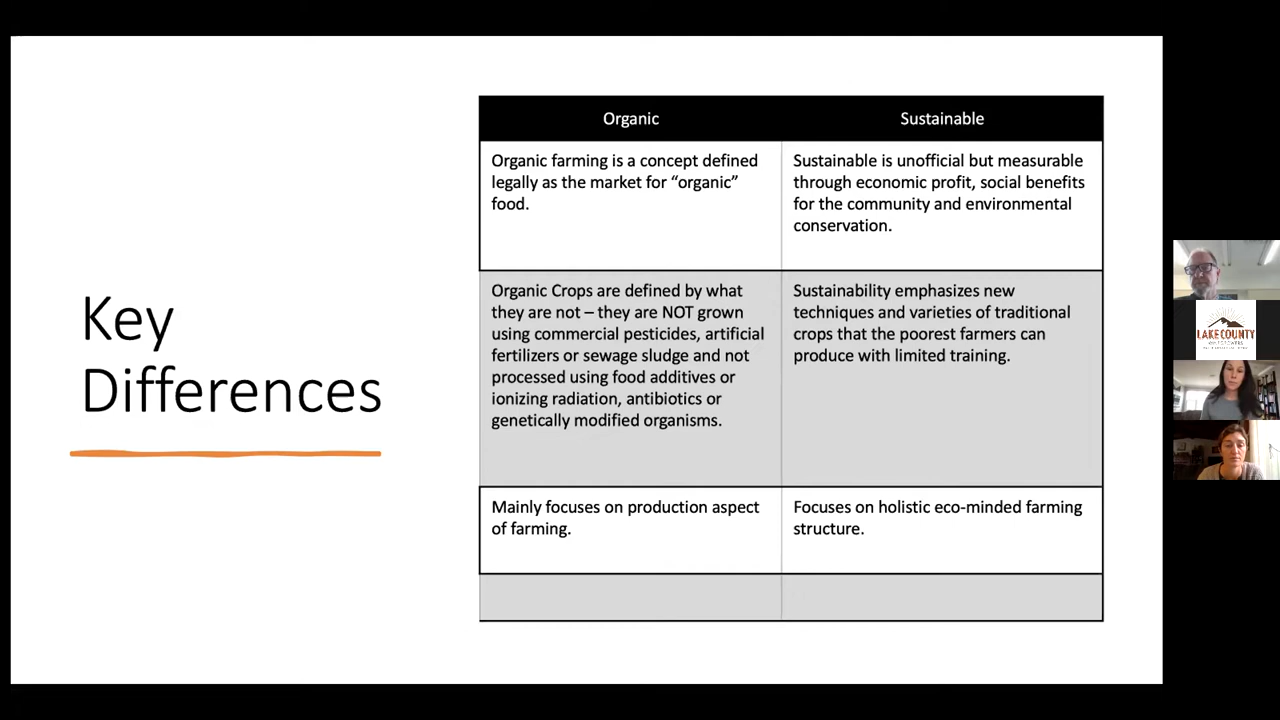 Key
Differences
Organic
Sustainable
Organic farming is a concept defined
legally as the market for “organic”
food.
Sustainable is unofficial but measurable
through economic profit, social benefits
for the community and environmental
conservation.
Organic Crops are defined by what
they are not – they are NOT grown
using commercial pesticides, artificial
fertilizers or sewage sludge and not
processed using food additives or
ionizing radiation, antibiotics or
genetically modified organisms.
Sustainability emphasizes new
techniques and varieties of traditional
crops that the poorest farmers can
produce with limited training.
Mainly focuses on production aspect
of farming.
Focuses on holistic eco-minded farming
structure.
LAKE COUNTY